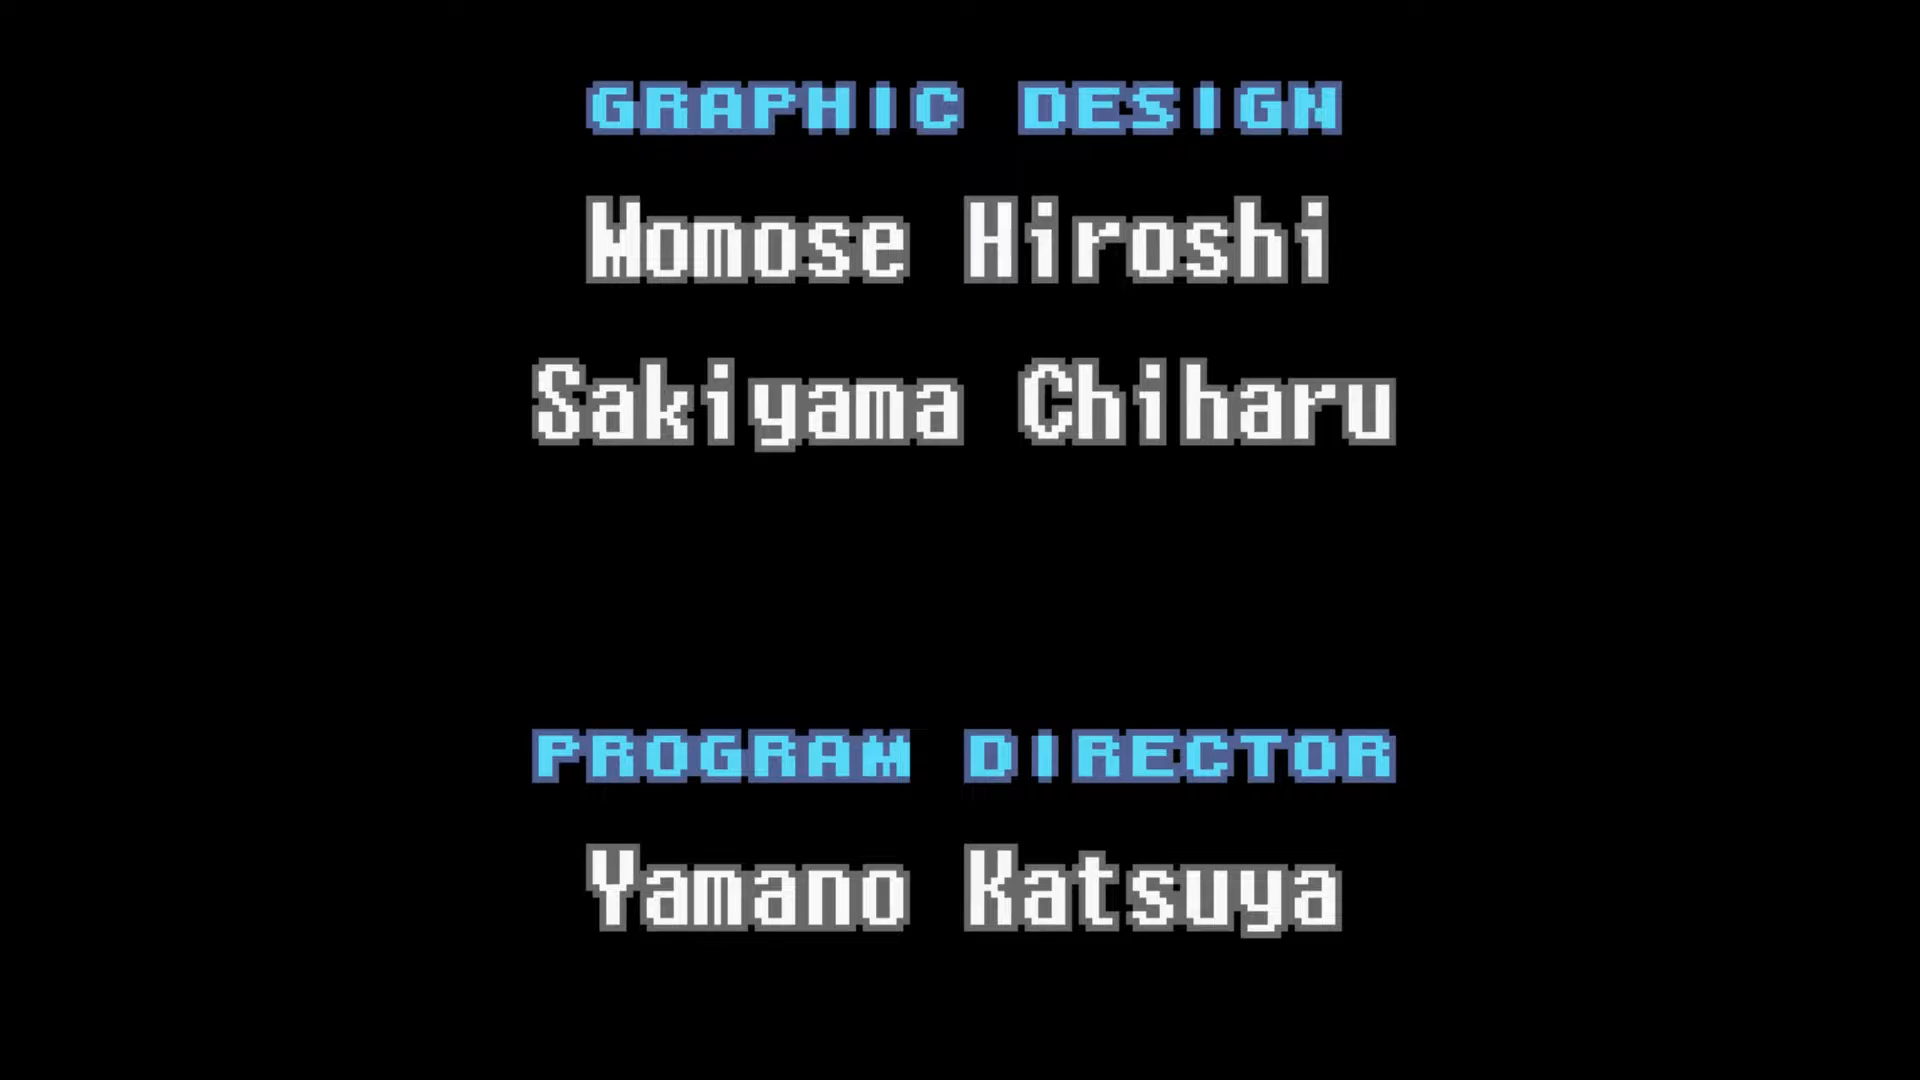 GRAPHIC DESIGN
Momose Hiroshi
Sakiyama Chiharu
PROGRAM DIRECTOR
Yamano Katsuya